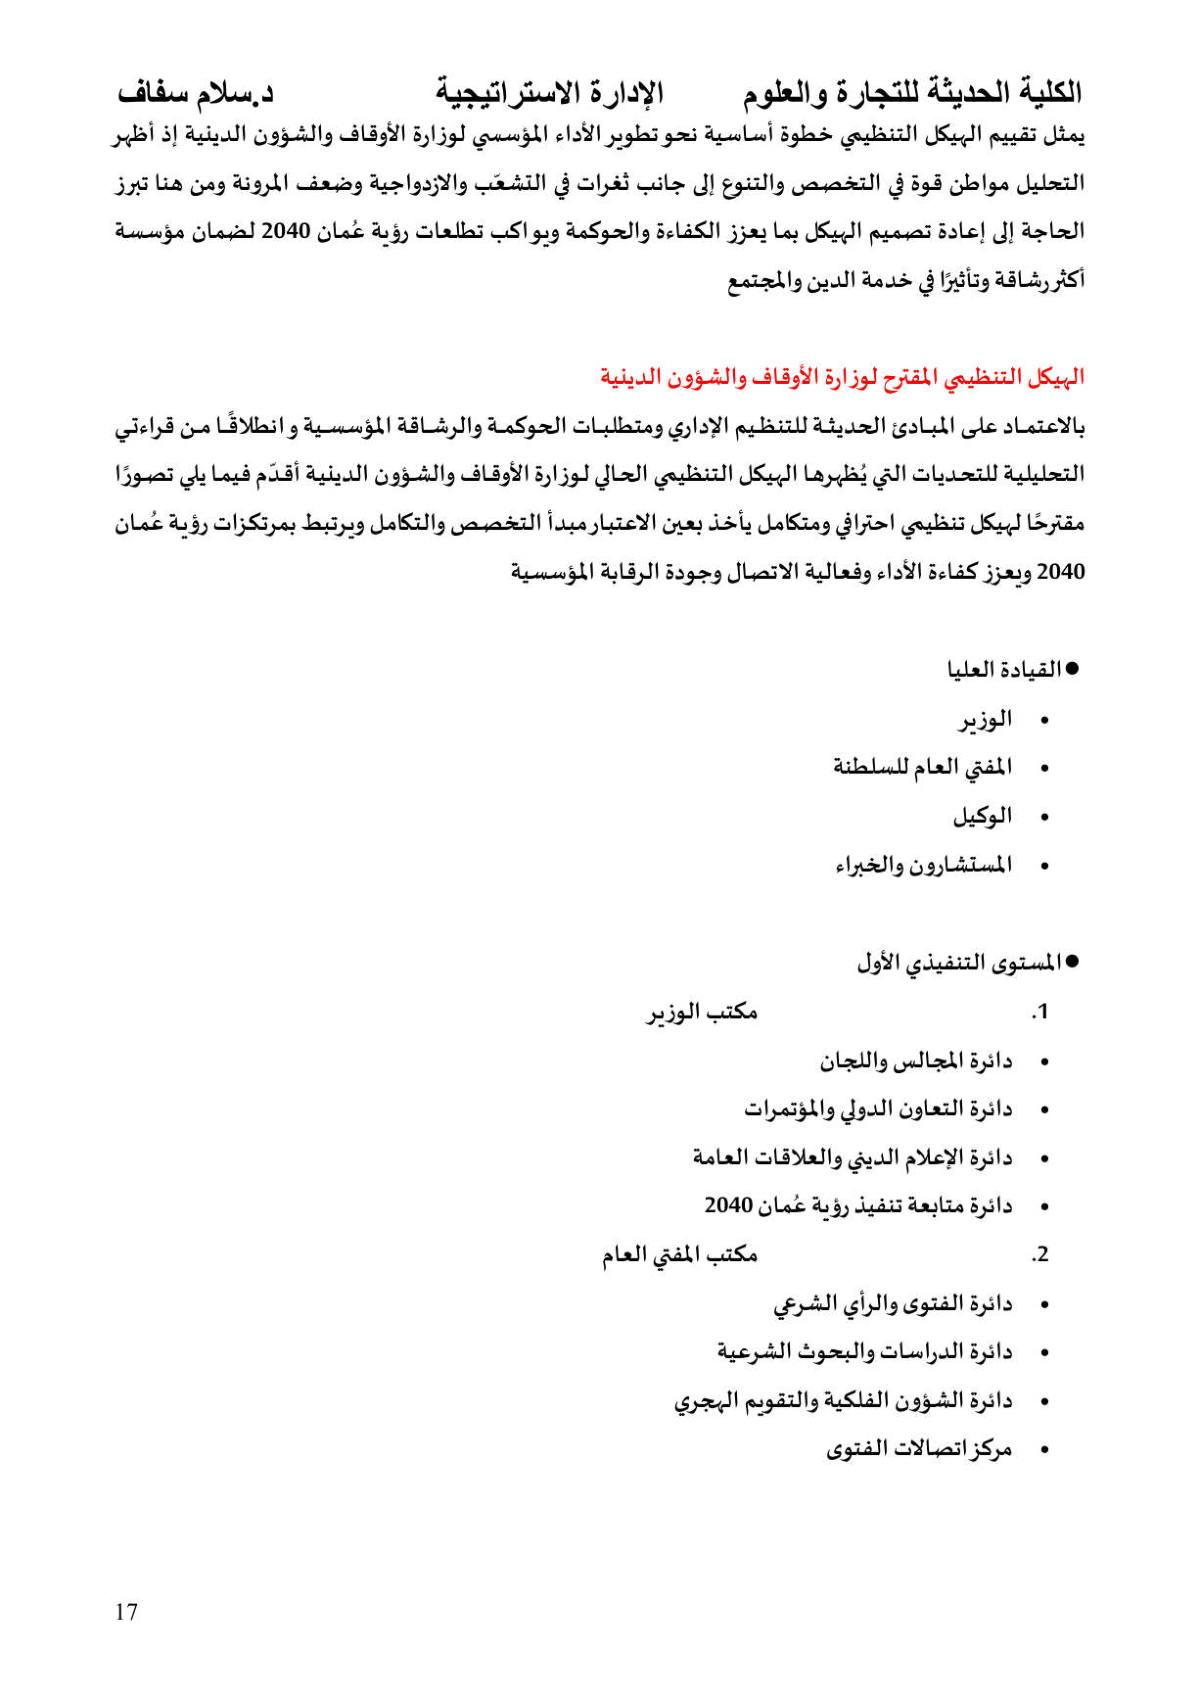 الكلية الحديثة للتجارة والعلوم الإدارة الاستراتيجية د.سلام سفاف
يمثل تقييم الهيكل التنظيمي خطوة أساسية نحو تطوير الأداء المؤسسي لوزارة الأوقاف والشؤون الدينية إذ أظهر
التحليل مواطن قوة في التخصص والتنوع إلى جانب ثغرات في التشعّب والازدواجية وضعف المرونة ومن هنا تبرز
الحاجة إلى إعادة تصميم الهيكل بما يعزز الكفاءة والحوكمة ويواكب تطلعات رؤية عُمان 2040 لضمان مؤسسة
أكثر رشاقة وتأثيرًا في خدمة الدين والمجتمع
الهيكل التنظيمي المقترح لوزارة الأوقاف والشؤون الدينية
بالاعتماد على المبادئ الحديثة للتنظيم الإداري ومتطلبات الحوكمة والرشاقة المؤسسية وانطلاقًا من قراءتي
التحليلية للتحديات التي يُظهرها الهيكل التنظيمي الحالي لوزارة الأوقاف والشؤون الدينية أقدّم فيما يلي تصورًا
مقترحًا لهيكل تنظيمي احترافي ومتكامل يأخذ بعين الاعتبار مبدأ التخصص والتكامل ويرتبط بمرتكزات رؤية عُمان
2040 ويعزز كفاءة الأداء وفعالية الاتصال وجودة الرقابة المؤسسية
●القيادة العليا
• الوزير
• المفتي العام للسلطنة
• الوكيل
• المستشارون والخبراء
●المستوى التنفيذي الأول
1. مكتب الوزير
• دائرة المجالس واللجان
• دائرة التعاون الدولي والمؤتمرات
• دائرة الإعلام الديني والعلاقات العامة
• دائرة متابعة تنفيذ رؤية عُمان 2040
2. مكتب المفتي العام
• دائرة الفتوى والرأي الشرعي
• دائرة الدراسات والبحوث الشرعية
• دائرة الشؤون الفلكية والتقويم الهجري
• مركز اتصالات الفتوى
17